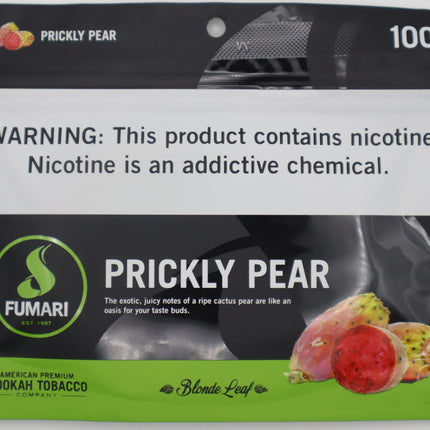 PRICKLY PEAR
100
WARNING: This product contains nicotine
Nicotine is an addictive chemical.
FUMARI
EST. 1997
PRICKLY PEAR
The exotic, juicy notes of a ripe cactus pear are like an
oasis for your taste buds.
AMERICAN PREMIUM
OOKAH TOBACCO
COMPANY
Blonde Leaf